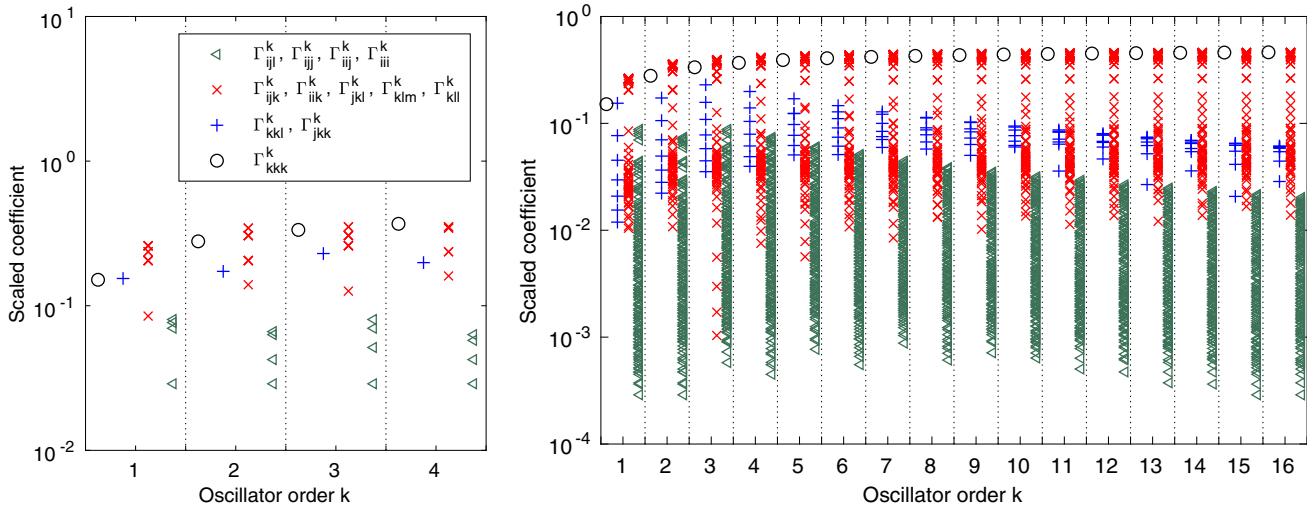 10^1
10^0
10^-1
10^-2
Scaled coefficient
Γ^k_ijl , Γ^k_ijj , Γ^k_iij , Γ^k_iii
Γ^k_ijk , Γ^k_iik , Γ^k_jkl , Γ^k_klm , Γ^k_kll
Γ^k_kkl , Γ^k_jkk
Γ^k_kkk
1 2 3 4
Oscillator order k
10^0
10^-1
10^-2
10^-3
10^-4
Scaled coefficient
1 2 3 4 5 6 7 8 9 10 11 12 13 14 15 16
Oscillator order k